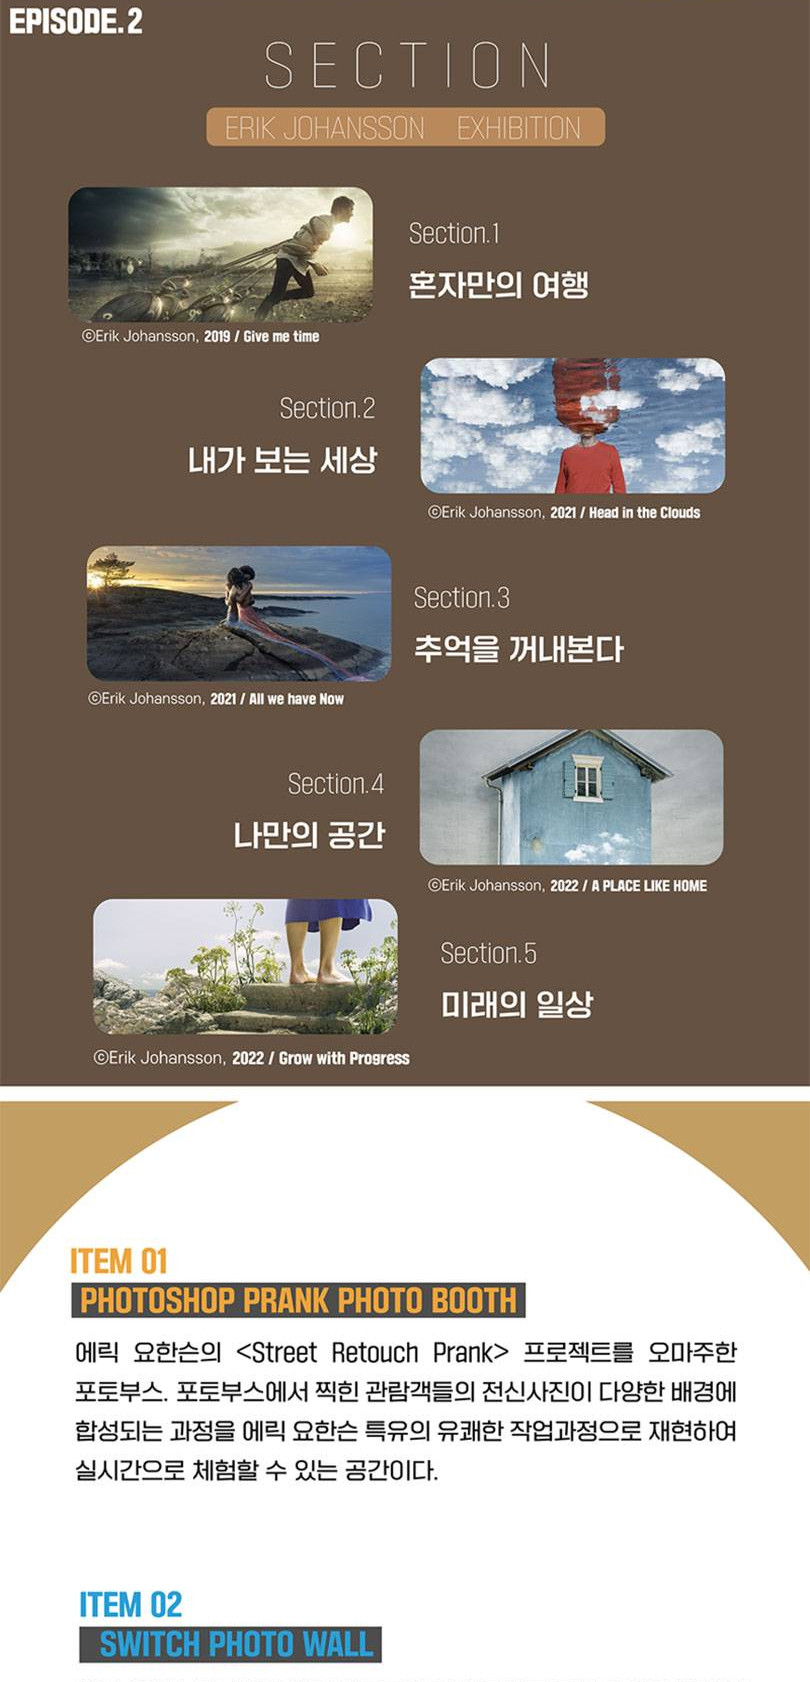 EPISODE.2
SECTION
ERIK JOHANSSON EXHIBITION
Section.1
혼자만의 여행
ⓒErik Johansson, 2019 / Give me time
Section.2
내가 보는 세상
ⓒErik Johansson, 2021 / Head in the Clouds
Section.3
추억을 꺼내본다
ⓒErik Johansson, 2021 / All we have Now
Section.4
나만의 공간
ⓒErik Johansson, 2022 / A PLACE LIKE HOME
Section.5
미래의 일상
ⓒErik Johansson, 2022 / Grow with Progress
ITEM 01
PHOTOSHOP PRANK PHOTO BOOTH
에릭 요한슨의 <Street Retouch Prank> 프로젝트를 오마주한
포토부스. 포토부스에서 찍힌 관람객들의 전신사진이 다양한 배경에
합성되는 과정을 에릭 요한슨 특유의 유쾌한 작업과정으로 재현하여
실시간으로 체험할 수 있는 공간이다.
ITEM 02
SWITCH PHOTO WALL